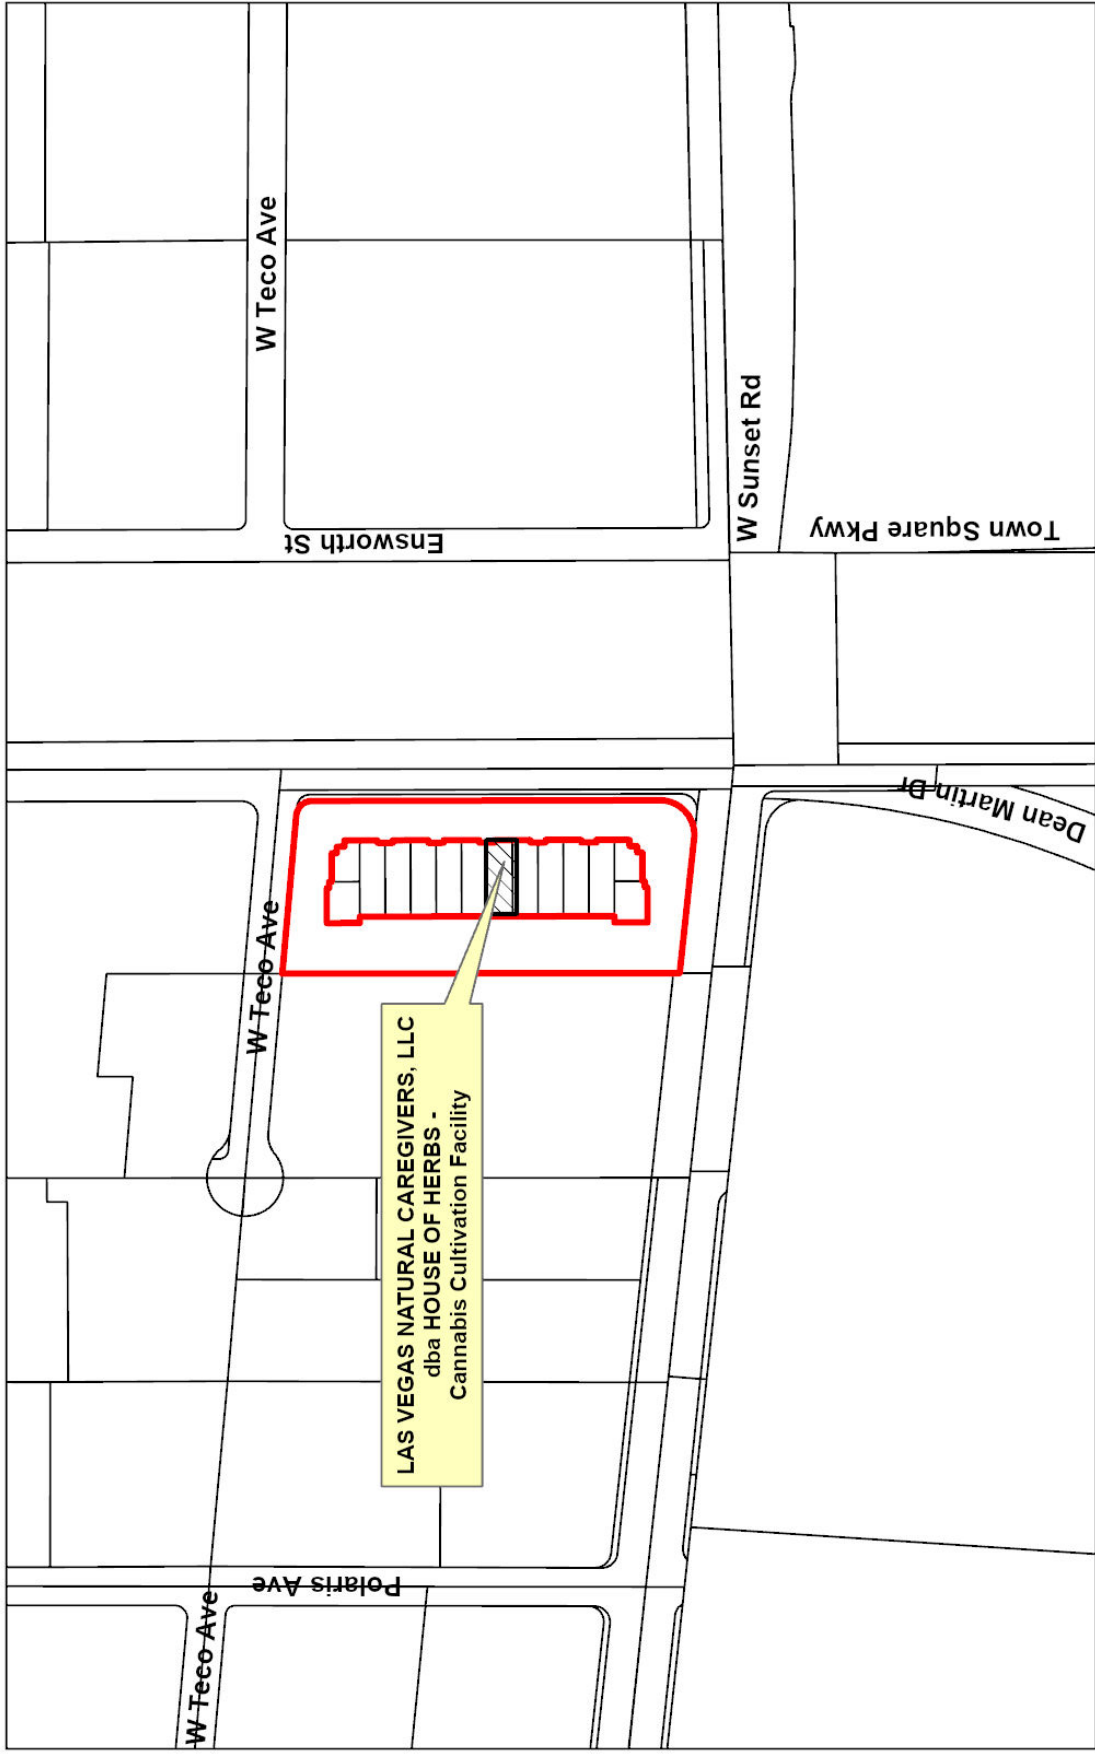 W Teco Ave
W Teco Ave
W Teco Ave
Polaris Ave
Ensworth St
LAS VEGAS NATURAL CAREGIVERS, LLC
dba HOUSE OF HERBS -
Cannabis Cultivation Facility
W Sunset Rd
Dean Martin Dr
Town Square Pkwy